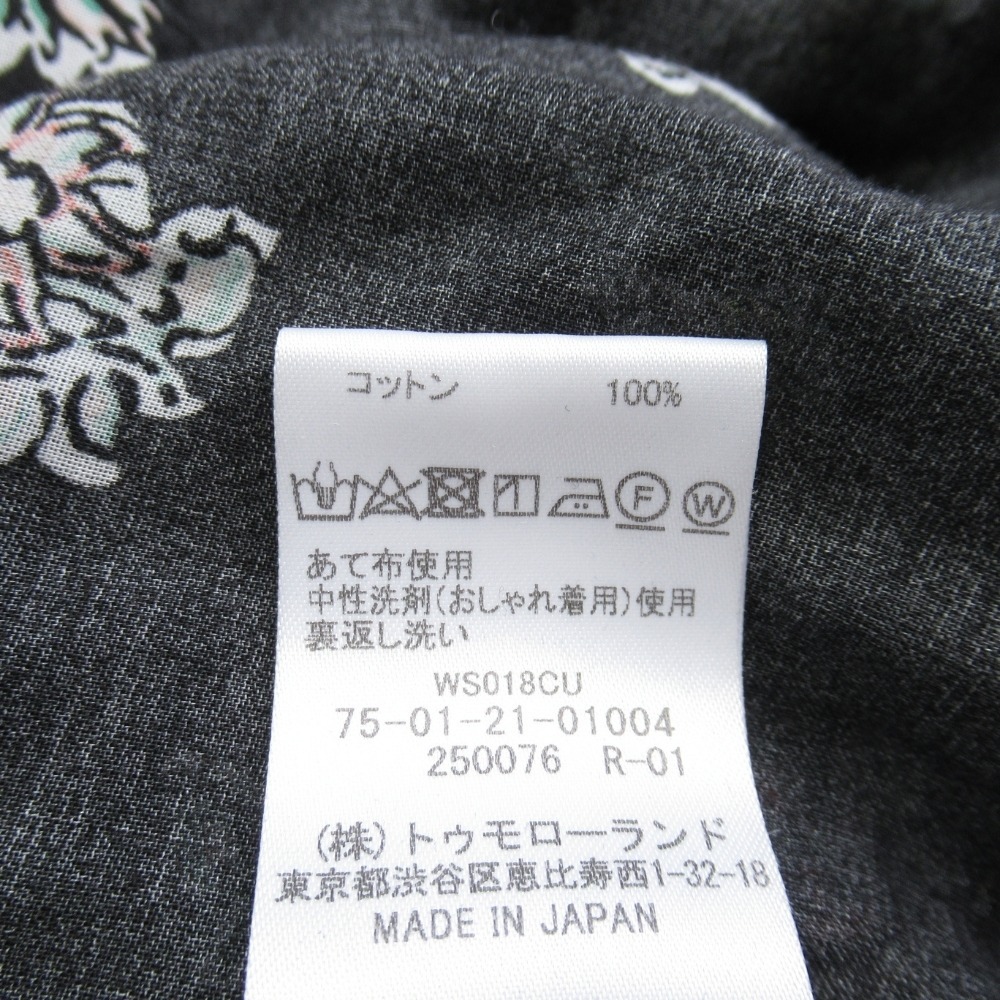 コットン 100%
F W
あて布使用
中性洗剤(おしゃれ着用)使用
裏返し洗い
WS018CU
75-01-21-01004
250076 R-01
(株)トゥモローランド
東京都渋谷区恵比寿西1-32-18
MADE IN JAPAN